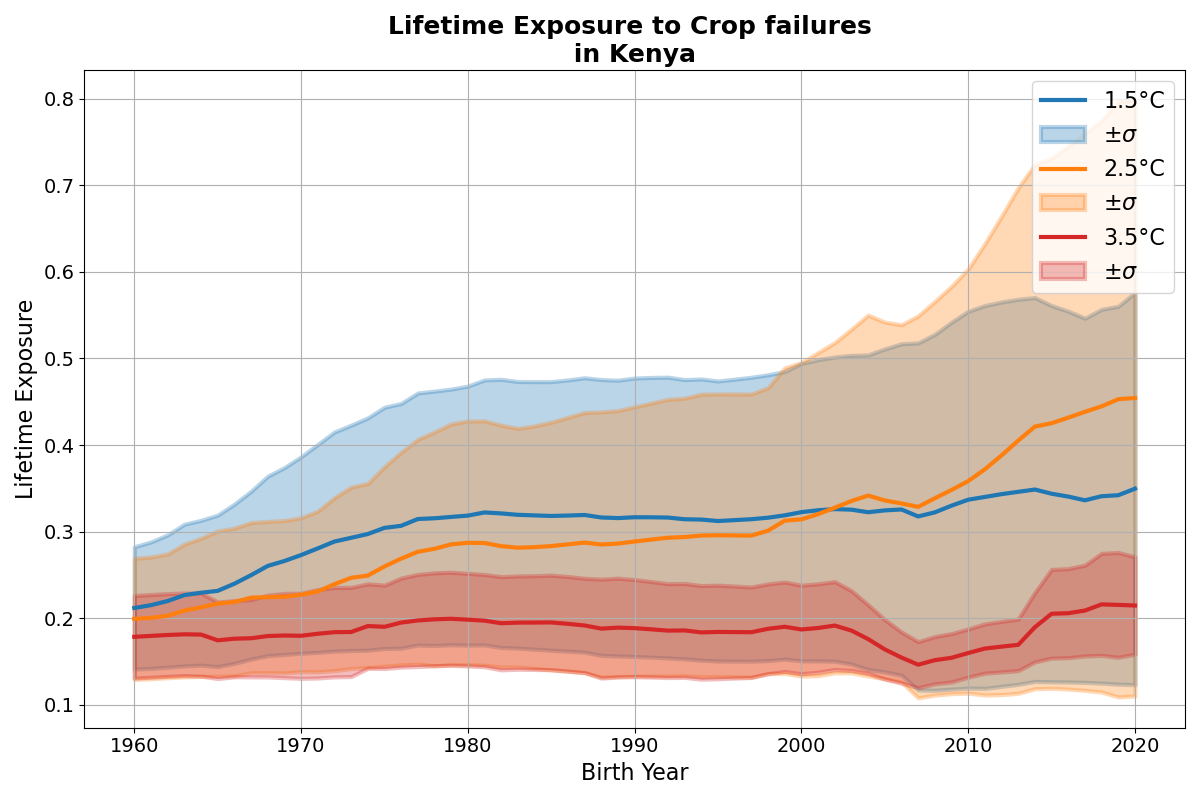 Lifetime Exposure to Crop failures
in Kenya
Lifetime Exposure
0.8
0.7
0.6
0.5
0.4
0.3
0.2
0.1
1.5°C
±σ
2.5°C
±σ
3.5°C
±σ
1960 1970 1980 1990 2000 2010 2020
Birth Year